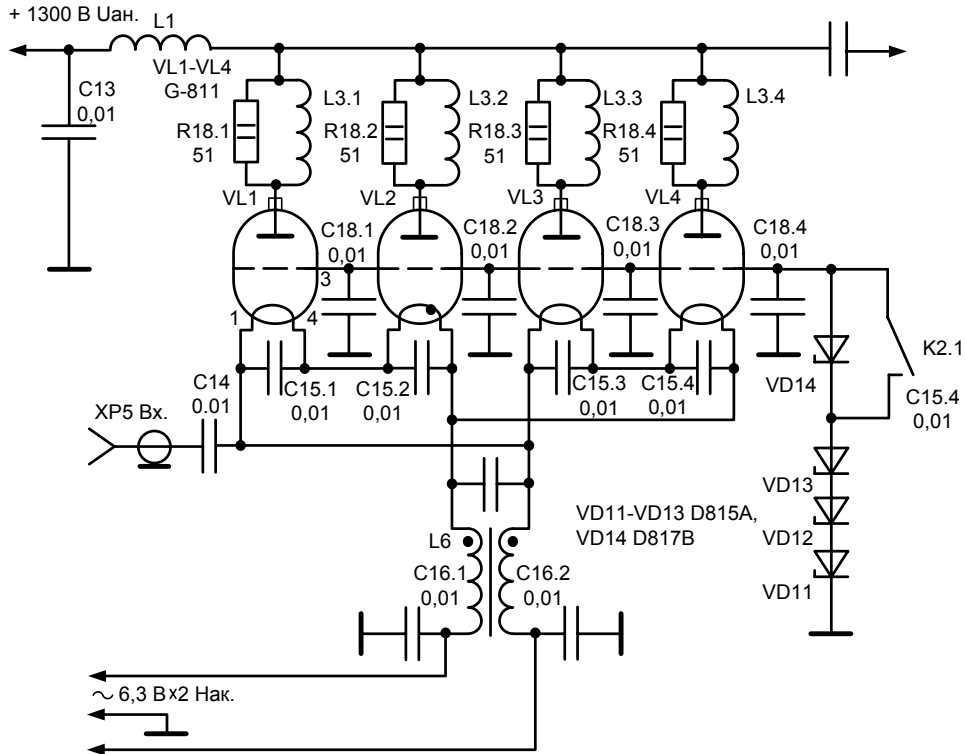 + 1300 В Uан.
L1
VL1-VL4
G-811
C13
0,01
R18.1
51
L3.1
R18.2
51
L3.2
R18.3
51
L3.3
R18.4
51
L3.4
VL1
VL2
VL3
VL4
C18.1
0,01
C18.2
0,01
C18.3
0,01
C18.4
0,01
3
1
4
C14
0.01
C15.1
0,01
C15.2
0,01
C15.3
0,01
C15.4
0,01
VD14
K2.1
C15.4
0,01
XP5 Вх.
VD13
VD11-VD13 D815A,
VD14 D817B
VD12
VD11
L6
C16.1
0,01
C16.2
0,01
~ 6,3 Вx2 Нак.